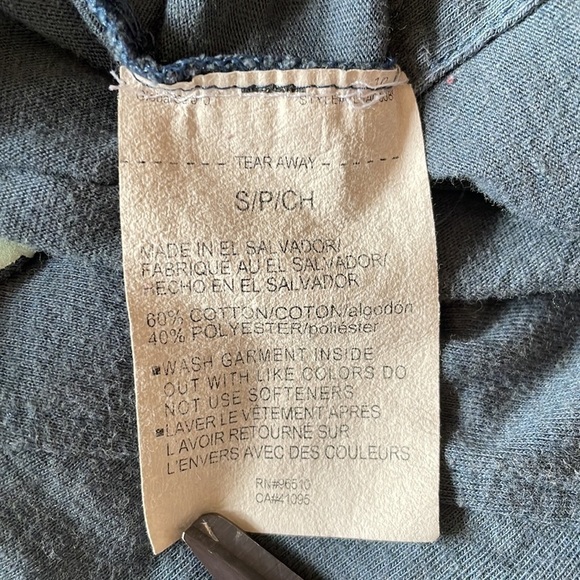 TEAR AWAY
S/P/CH
MADE IN EL SALVADOR/
FABRIQUE AU EL SALVADOR/
HECHO EN EL SALVADOR
60% COTTON/COTON/algodón
40% POLYESTER/poliéster
WASH GARMENT INSIDE
OUT WITH LIKE COLORS DO
NOT USE SOFTENERS
LAVER LE VÊTEMENT APRÈS
L'AVOIR RETOURNÉ SUR
L'ENVERS AVEC DES COULEURS
RN#96510
CA#41095